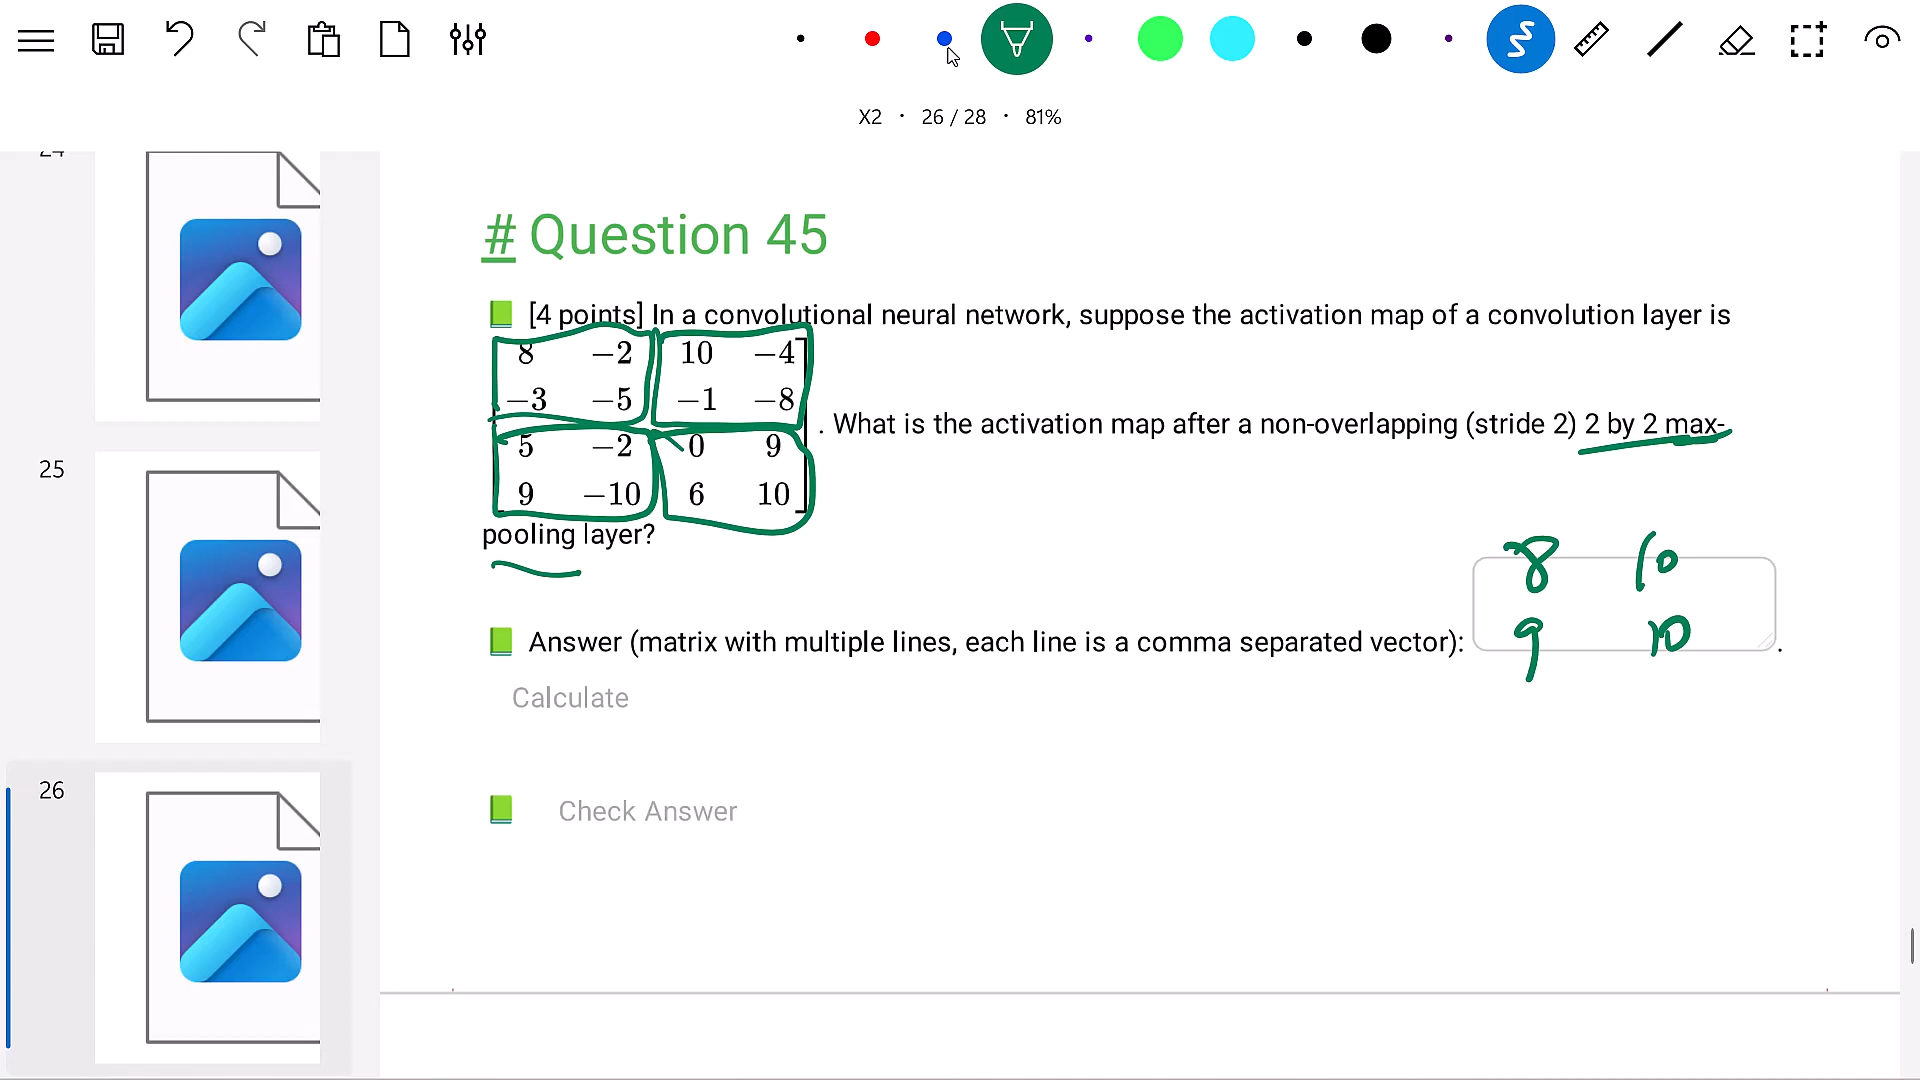 X2 · 26 / 28 · 81%
25
26
# Question 45
[4 points] In a convolutional neural network, suppose the activation map of a convolution layer is
8 −2 10 −4
−3 −5 −1 −8
5 −2 0 9
9 −10 6 10
. What is the activation map after a non-overlapping (stride 2) 2 by 2 max-
pooling layer?
8 10
9 10
Answer (matrix with multiple lines, each line is a comma separated vector): .
Calculate
Check Answer